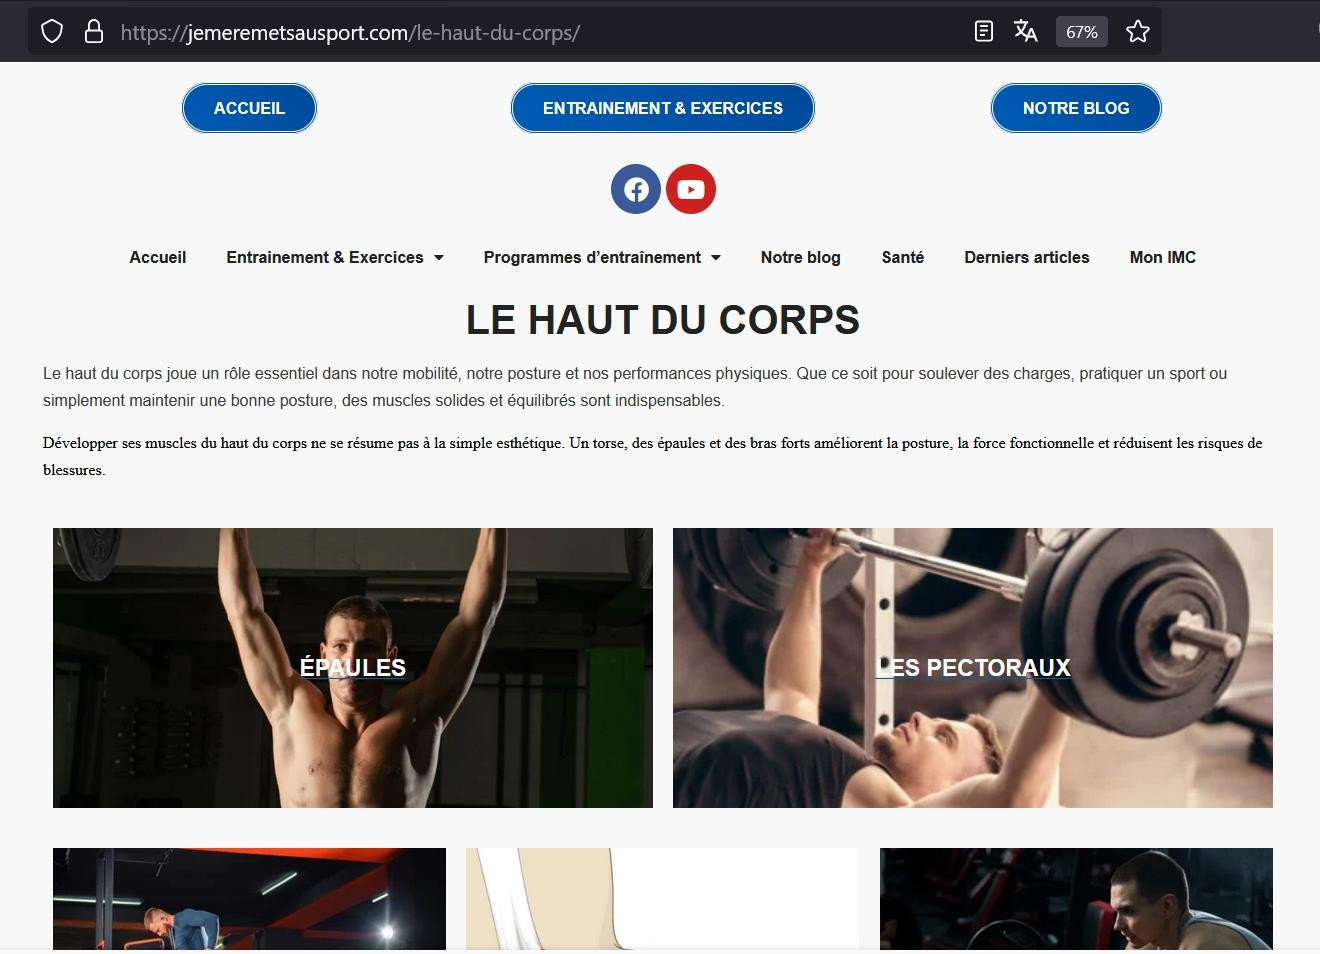 https://jemeremetsausport.com/le-haut-du-corps/
67%
ACCUEIL
ENTRAINEMENT & EXERCICES
NOTRE BLOG
Accueil
Entrainement & Exercices
Programmes d’entraînement
Notre blog
Santé
Derniers articles
Mon IMC
LE HAUT DU CORPS
Le haut du corps joue un rôle essentiel dans notre mobilité, notre posture et nos performances physiques. Que ce soit pour soulever des charges, pratiquer un sport ou
simplement maintenir une bonne posture, des muscles solides et équilibrés sont indispensables.
Développer ses muscles du haut du corps ne se résume pas à la simple esthétique. Un torse, des épaules et des bras forts améliorent la posture, la force fonctionnelle et réduisent les risques de
blessures.
ÉPAULES
LES PECTORAUX